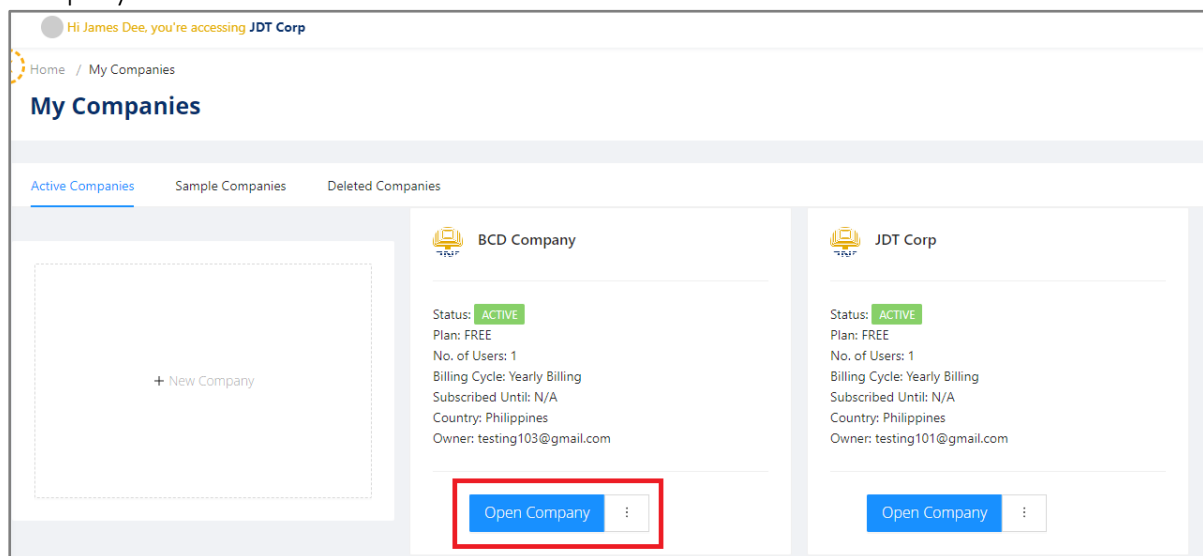 Hi James Dee, you're accessing JDT Corp
Home / My Companies
My Companies
Active Companies Sample Companies Deleted Companies
+ New Company
BCD Company
Status: ACTIVE
Plan: FREE
No. of Users: 1
Billing Cycle: Yearly Billing
Subscribed Until: N/A
Country: Philippines
Owner: testing103@gmail.com
Open Company
JDT Corp
Status: ACTIVE
Plan: FREE
No. of Users: 1
Billing Cycle: Yearly Billing
Subscribed Until: N/A
Country: Philippines
Owner: testing101@gmail.com
Open Company